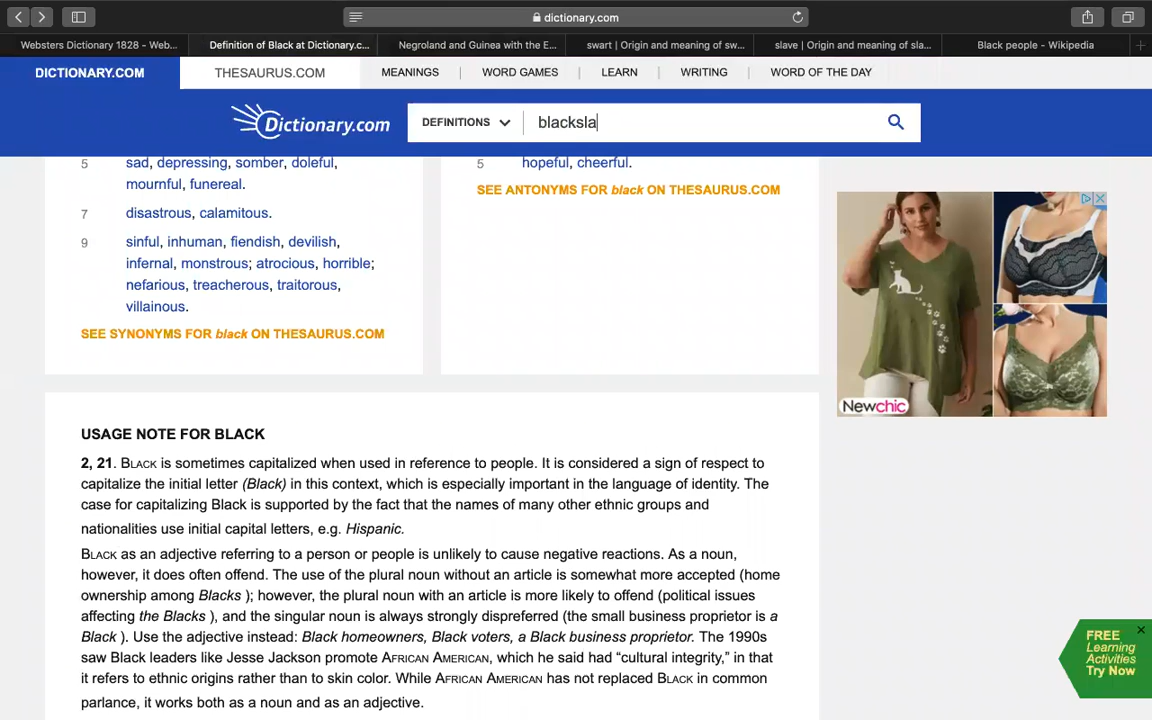 dictionary.com
Websters Dictionary 1828 - Web...
Definition of Black at Dictionary.c...
Negroland and Guinea with the E...
swart | Origin and meaning of sw...
slave | Origin and meaning of sla...
Black people - Wikipedia
DICTIONARY.COM
THESAURUS.COM
MEANINGS
WORD GAMES
LEARN
WRITING
WORD OF THE DAY
Dictionary.com
DEFINITIONS
blacksla
5 sad, depressing, somber, doleful,
mournful, funereal.
7 disastrous, calamitous.
9 sinful, inhuman, fiendish, devilish,
infernal, monstrous; atrocious, horrible;
nefarious, treacherous, traitorous,
villainous.
SEE SYNONYMS FOR black ON THESAURUS.COM
5 hopeful, cheerful.
SEE ANTONYMS FOR black ON THESAURUS.COM
Newchic
USAGE NOTE FOR BLACK
2, 21. BLACK is sometimes capitalized when used in reference to people. It is considered a sign of respect to
capitalize the initial letter (Black) in this context, which is especially important in the language of identity. The
case for capitalizing Black is supported by the fact that the names of many other ethnic groups and
nationalities use initial capital letters, e.g. Hispanic.
BLACK as an adjective referring to a person or people is unlikely to cause negative reactions. As a noun,
however, it does often offend. The use of the plural noun without an article is somewhat more accepted (home
ownership among Blacks ); however, the plural noun with an article is more likely to offend (political issues
affecting the Blacks ), and the singular noun is always strongly dispreferred (the small business proprietor is a
Black ). Use the adjective instead: Black homeowners, Black voters, a Black business proprietor. The 1990s
saw Black leaders like Jesse Jackson promote AFRICAN AMERICAN, which he said had “cultural integrity,” in that
it refers to ethnic origins rather than to skin color. While AFRICAN AMERICAN has not replaced BLACK in common
parlance, it works both as a noun and as an adjective.
FREE
Learning
Activities
Try Now